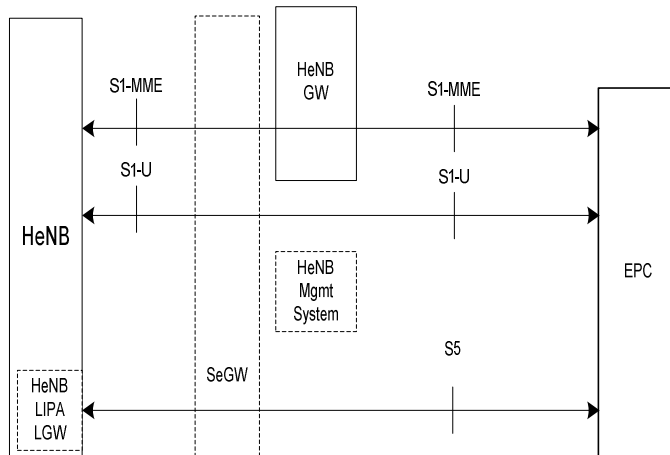 HeNB
GW
S1-MME
S1-MME
S1-U
S1-U
HeNB
HeNB
Mgmt
System
EPC
S5
SeGW
HeNB
LIPA
LGW